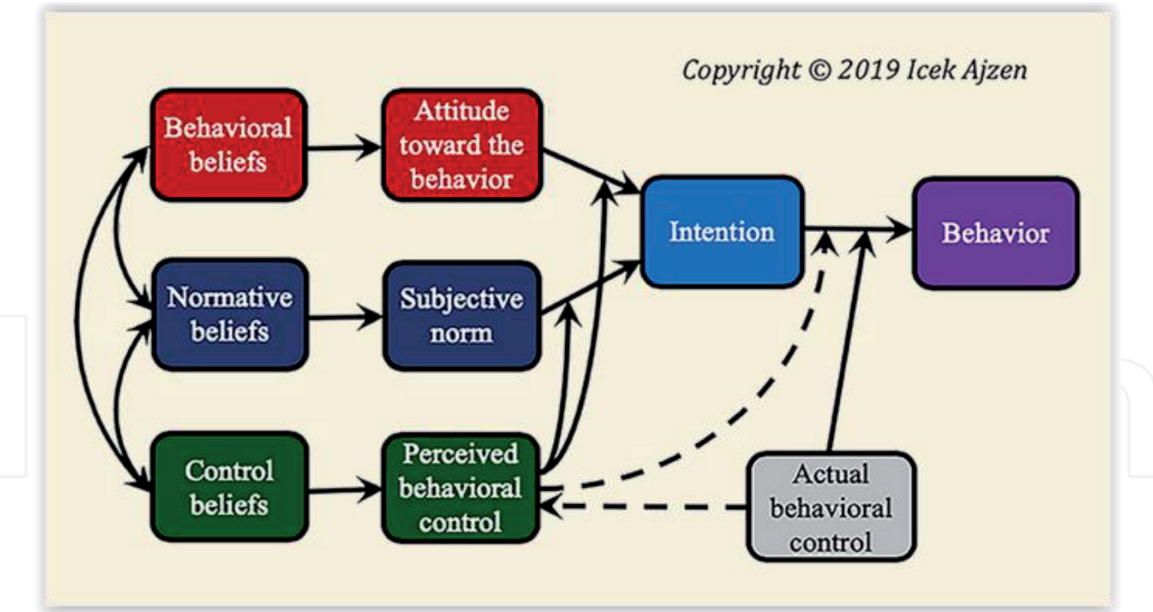 Copyright © 2019 Icek Ajzen
Behavioral
beliefs
Attitude
toward the
behavior
Intention
Behavior
Normative
beliefs
Subjective
norm
Control
beliefs
Perceived
behavioral
control
Actual
behavioral
control